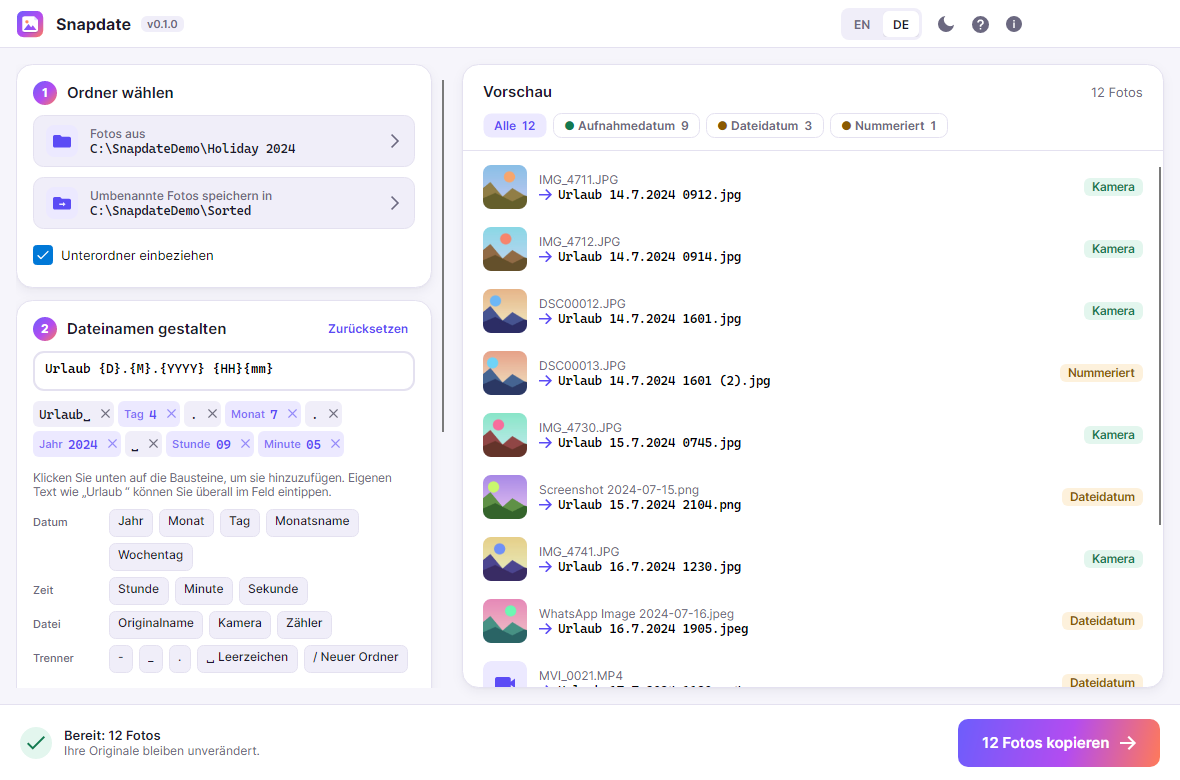 Snapdate v0.1.0
EN DE ? i
1 Ordner wählen
Fotos aus
C:\SnapdateDemo\Holiday 2024
Umbenannte Fotos speichern in
C:\SnapdateDemo\Sorted
Unterordner einbeziehen
2 Dateinamen gestalten Zurücksetzen
Urlaub {D}.{M}.{YYYY} {HH}{mm}
Urlaub␣ × Tag 4 × . × Monat 7 × . ×
Jahr 2024 × ␣ × Stunde 09 × Minute 05 ×
Klicken Sie unten auf die Bausteine, um sie hinzuzufügen. Eigenen
Text wie „Urlaub “ können Sie überall im Feld eintippen.
Datum Jahr Monat Tag Monatsname
Wochentag
Zeit Stunde Minute Sekunde
Datei Originalname Kamera Zähler
Trenner - _ . ␣ Leerzeichen / Neuer Ordner
Vorschau 12 Fotos
Alle 12 Aufnahmedatum 9 Dateidatum 3 Nummeriert 1
IMG_4711.JPG
→ Urlaub 14.7.2024 0912.jpg Kamera
IMG_4712.JPG
→ Urlaub 14.7.2024 0914.jpg Kamera
DSC00012.JPG
→ Urlaub 14.7.2024 1601.jpg Kamera
DSC00013.JPG
→ Urlaub 14.7.2024 1601 (2).jpg Nummeriert
IMG_4730.JPG
→ Urlaub 15.7.2024 0745.jpg Kamera
Screenshot 2024-07-15.png
→ Urlaub 15.7.2024 2104.png Dateidatum
IMG_4741.JPG
→ Urlaub 16.7.2024 1230.jpg Kamera
WhatsApp Image 2024-07-16.jpeg
→ Urlaub 16.7.2024 1905.jpeg Dateidatum
MVI_0021.MP4
Dateidatum
Bereit: 12 Fotos
Ihre Originale bleiben unverändert.
12 Fotos kopieren →